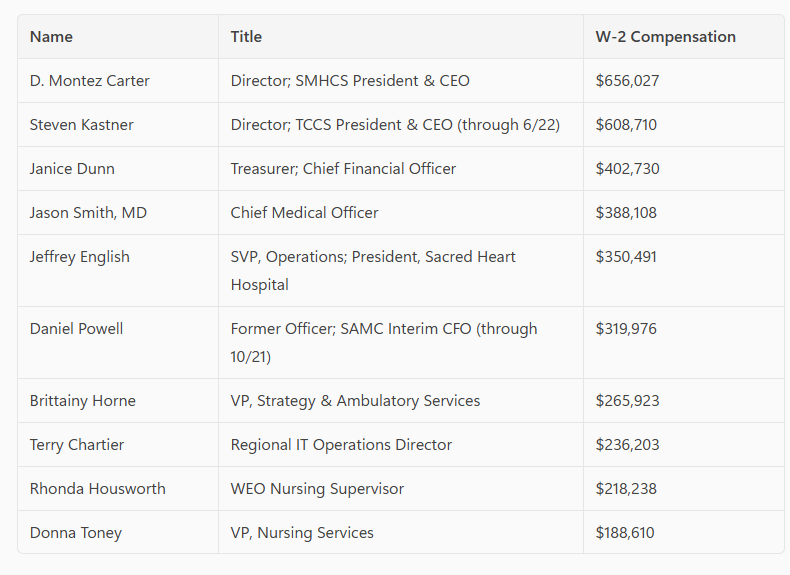 Name Title W-2 Compensation
D. Montez Carter Director; SMHCS President & CEO $656,027
Steven Kastner Director; TCCS President & CEO (through 6/22) $608,710
Janice Dunn Treasurer; Chief Financial Officer $402,730
Jason Smith, MD Chief Medical Officer $388,108
Jeffrey English SVP, Operations; President, Sacred Heart $350,491
Hospital
Daniel Powell Former Officer; SAMC Interim CFO (through $319,976
10/21)
Brittainy Horne VP, Strategy & Ambulatory Services $265,923
Terry Chartier Regional IT Operations Director $236,203
Rhonda Housworth WEO Nursing Supervisor $218,238
Donna Toney VP, Nursing Services $188,610